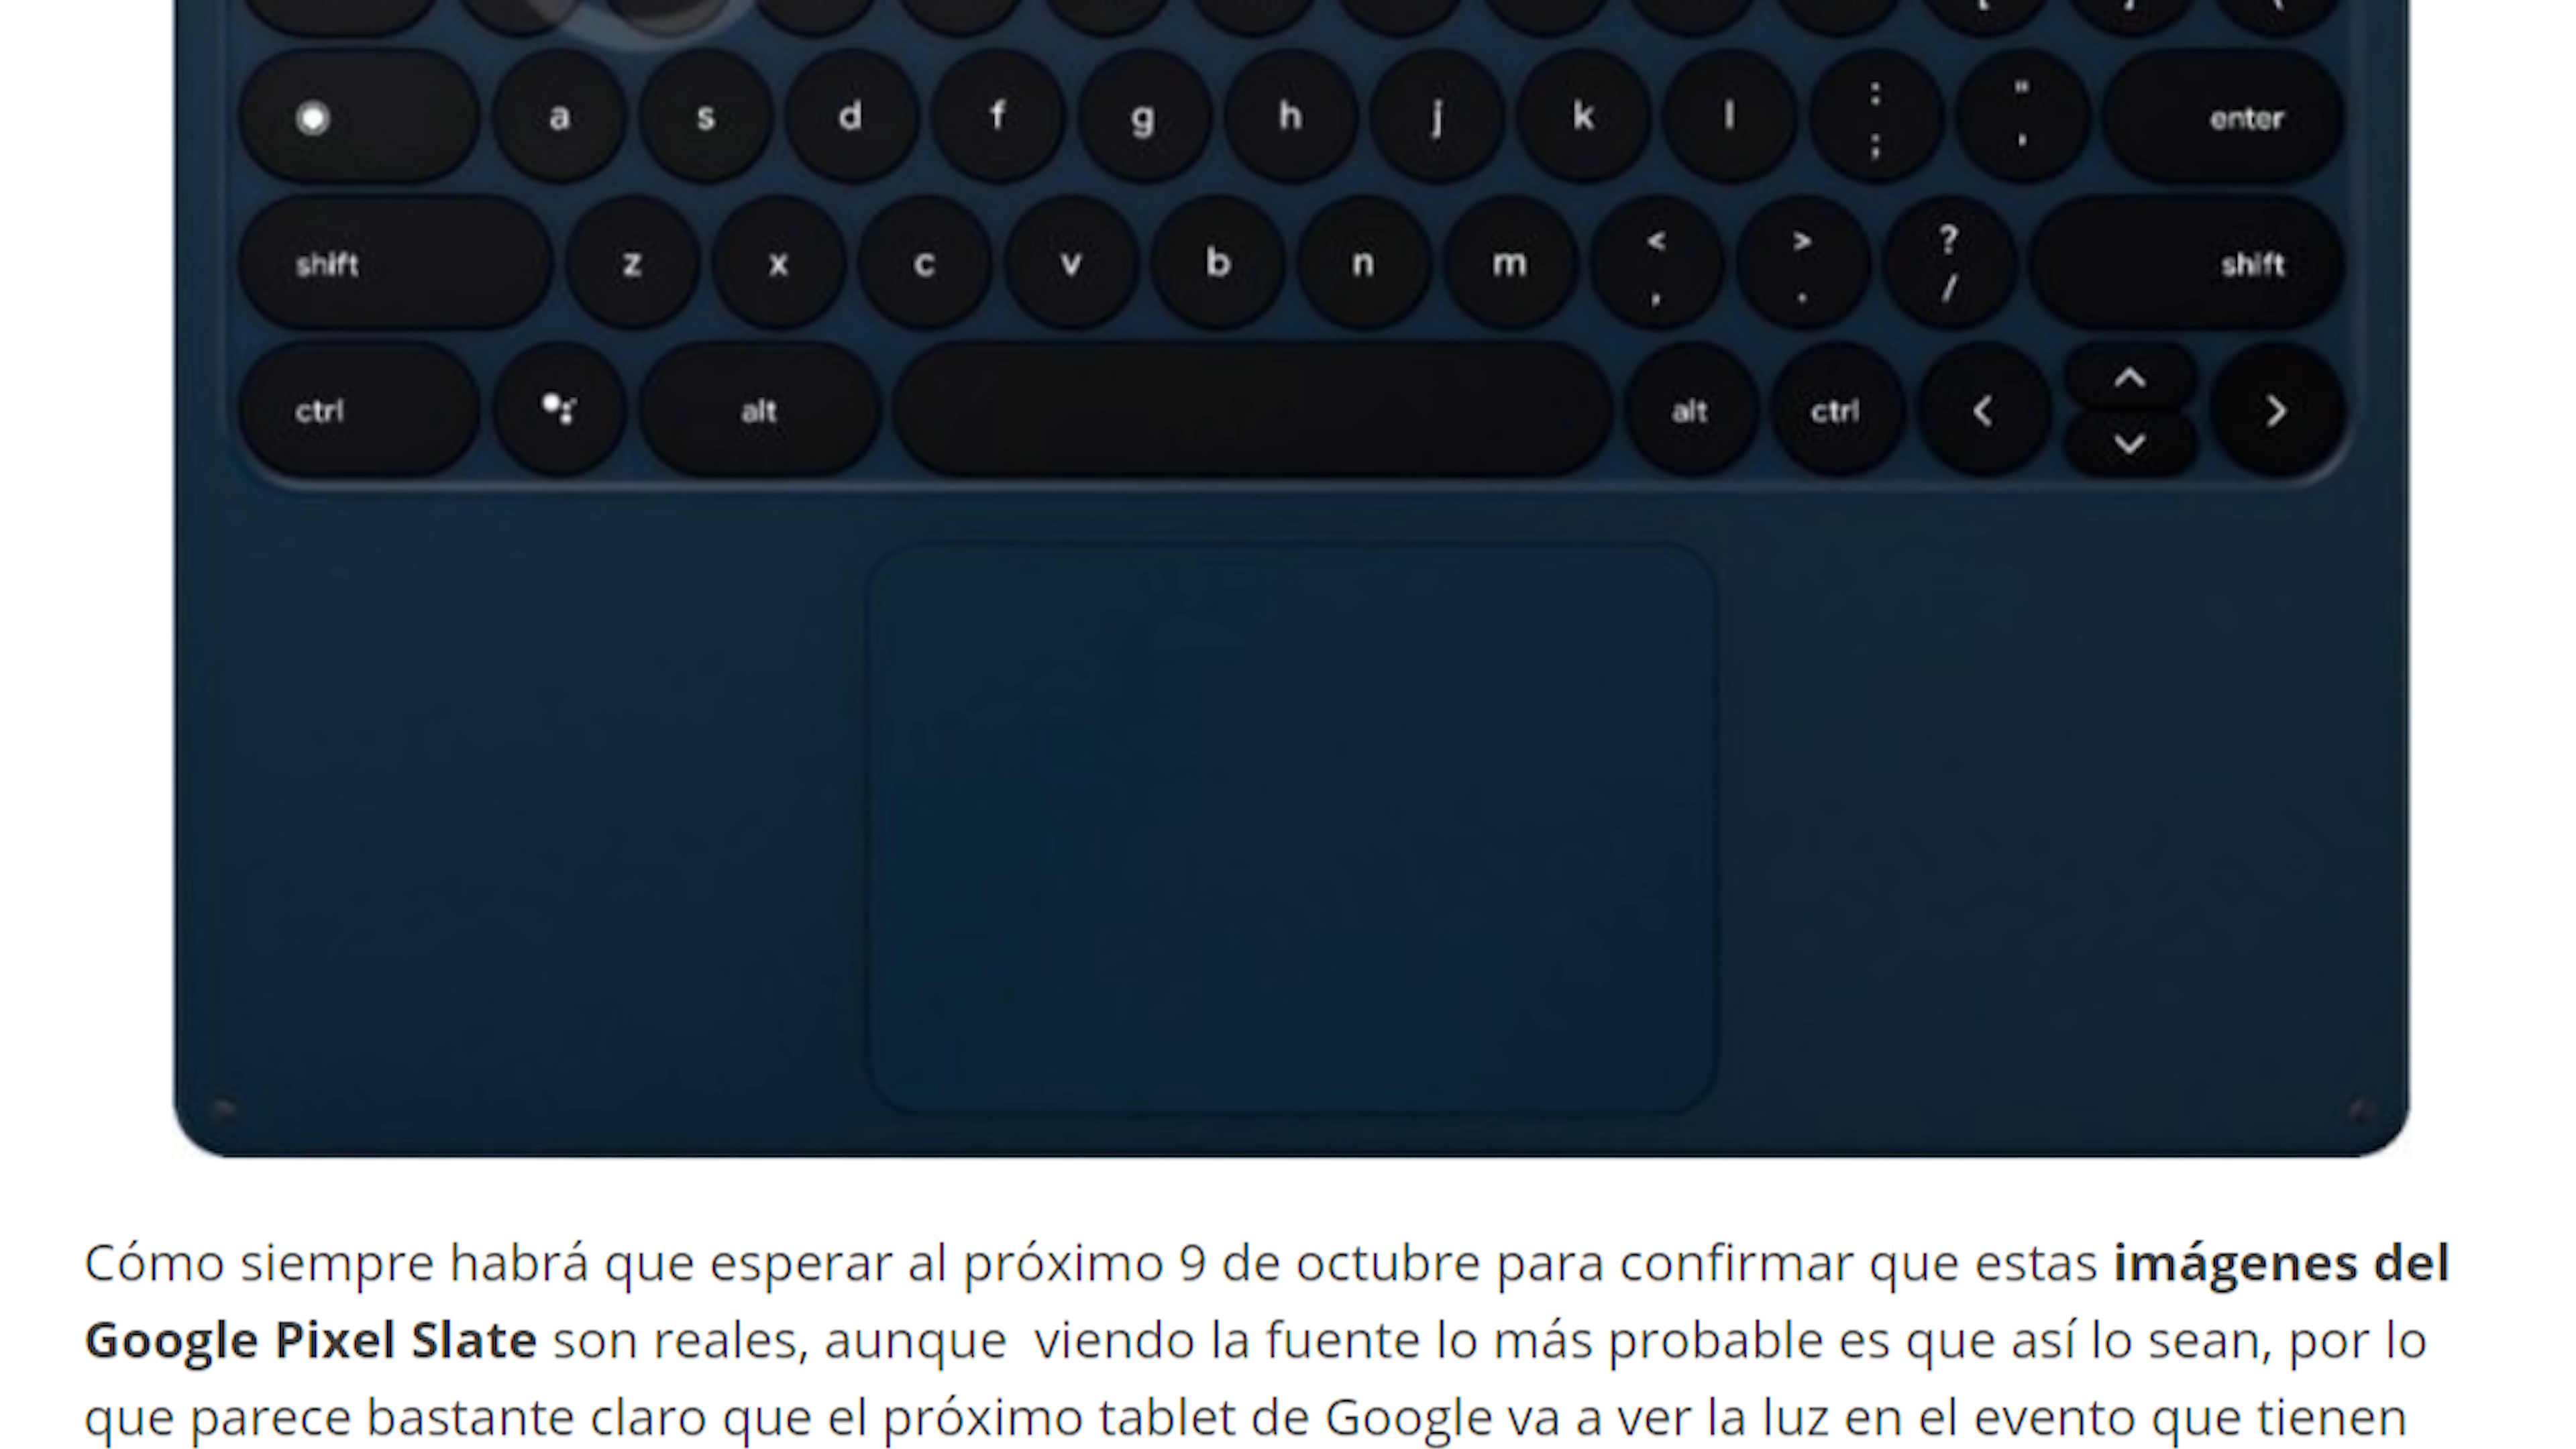 [ } \
a s d f g h j k l : ; " ' enter
shift z x c v b n m < , > . ? / shift
ctrl alt alt ctrl < ^ v >
Cómo siempre habrá que esperar al próximo 9 de octubre para confirmar que estas imágenes del
Google Pixel Slate son reales, aunque viendo la fuente lo más probable es que así lo sean, por lo
que parece bastante claro que el próximo tablet de Google va a ver la luz en el evento que tienen